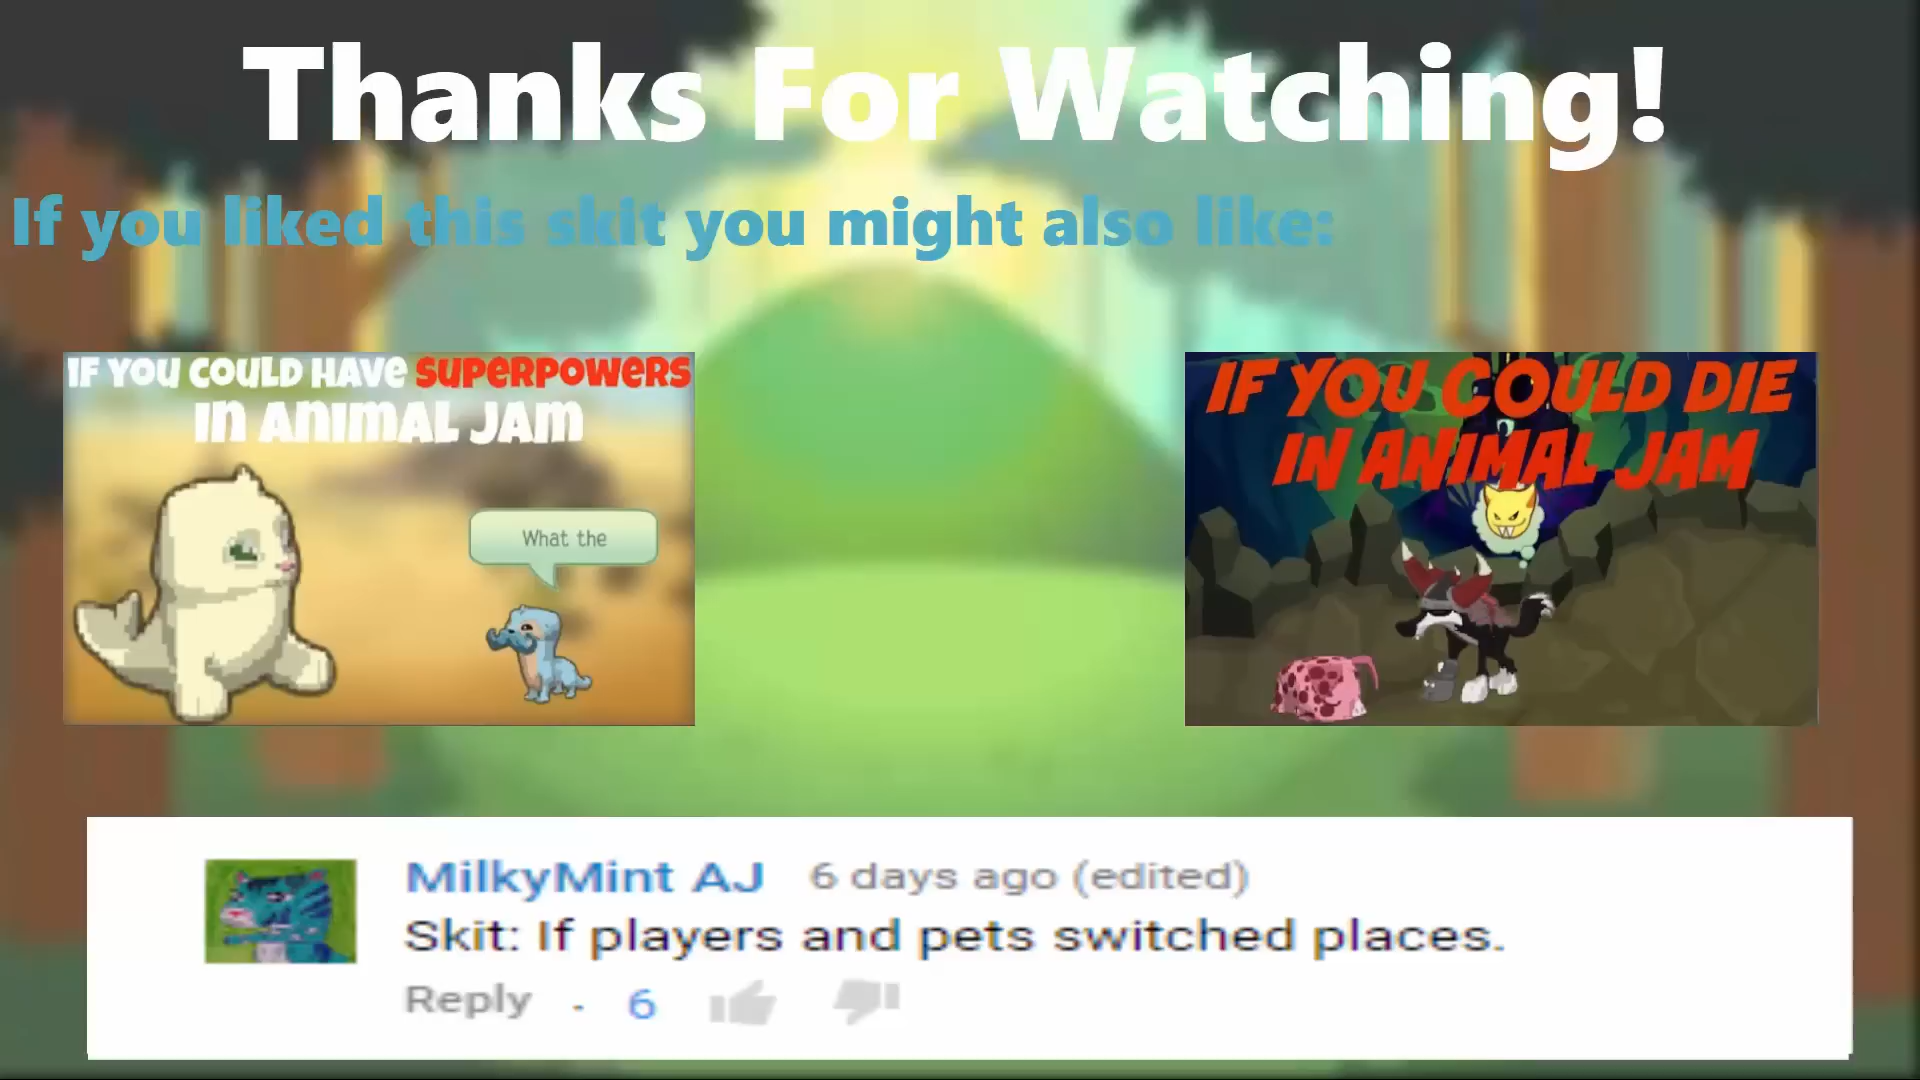 Thanks For Watching!
If you liked this skit you might also like:
IF YOU COULD HAVE SUPERPOWERS
IN ANIMAL JAM
What the
IF YOU COULD DIE
IN ANIMAL JAM
MilkyMint AJ 6 days ago (edited)
Skit: If players and pets switched places.
Reply · 6